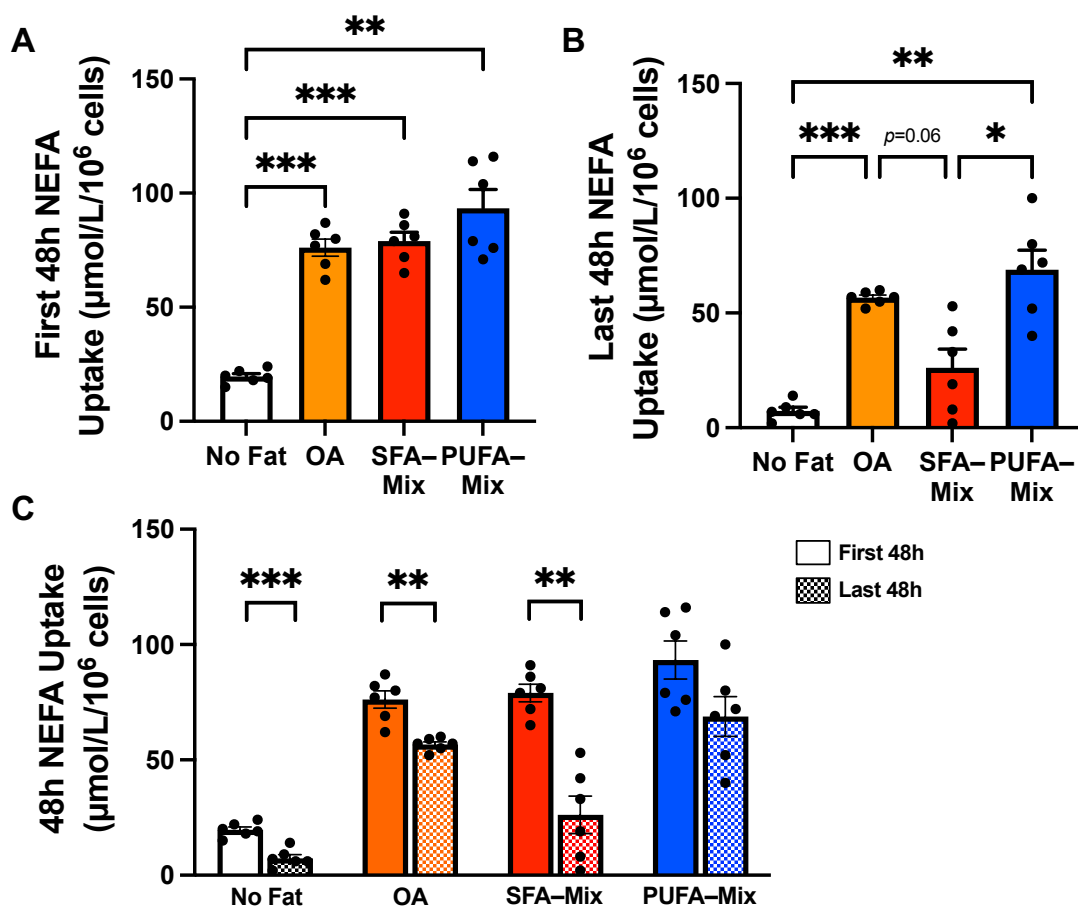 A
First 48h NEFA
Uptake (µmol/L/10⁶ cells)
150
100
50
0
**
***
***
No Fat
OA
SFA–
Mix
PUFA–
Mix
B
Last 48h NEFA
Uptake (µmol/L/10⁶ cells)
150
100
50
0
**
***
p=0.06
*
No Fat
OA
SFA–
Mix
PUFA–
Mix
C
48h NEFA Uptake
(µmol/L/10⁶ cells)
150
100
50
0
***
**
**
No Fat
OA
SFA–Mix
PUFA–Mix
First 48h
Last 48h